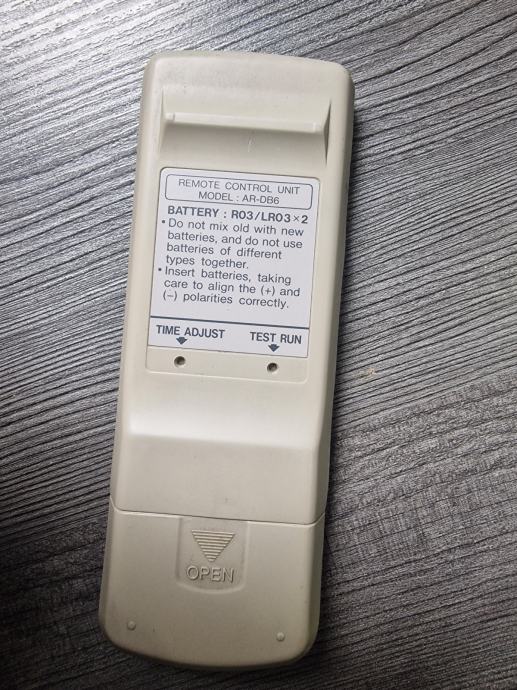 REMOTE CONTROL UNIT
MODEL : AR-DB6
BATTERY : R03/LR03×2
• Do not mix old with new
batteries, and do not use
batteries of different
types together.
• Insert batteries, taking
care to align the (+) and
(−) polarities correctly.
TIME ADJUST TEST RUN
OPEN